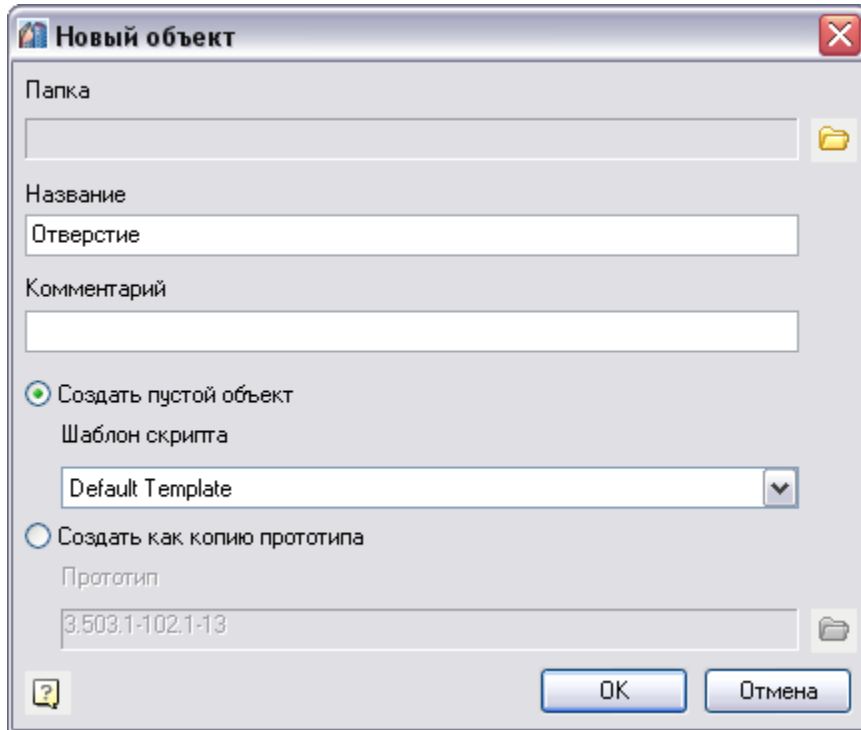 Новый объект
Папка
Название
Отверстие
Комментарий
Создать пустой объект
Шаблон скрипта
Default Template
Создать как копию прототипа
Прототип
3.503.1-102.1-13
OK
Отмена